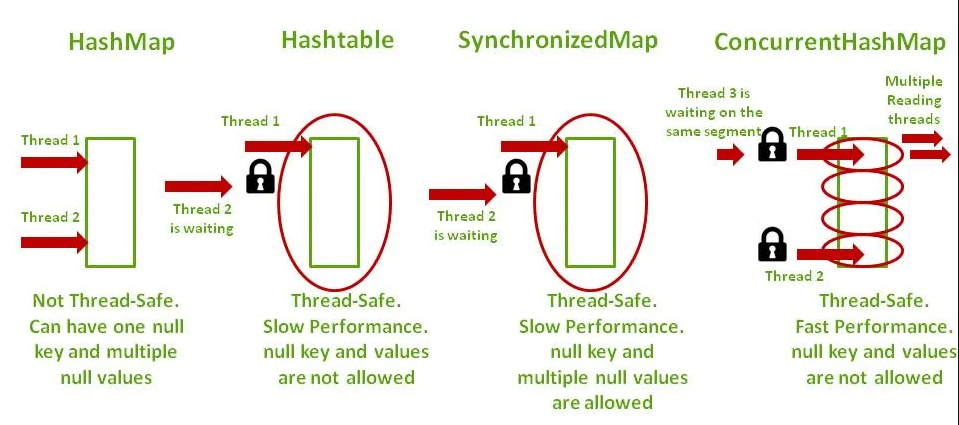 HashMap
Thread 1
Thread 2
Not Thread-Safe.
Can have one null
key and multiple
null values
Hashtable
Thread 1
Thread 2
is waiting
Thread-Safe.
Slow Performance.
null key and values
are not allowed
SynchronizedMap
Thread 1
Thread 2
is waiting
Thread-Safe.
Slow Performance.
null key and
multiple null values
are allowed
ConcurrentHashMap
Thread 3 is
waiting on the
same segment
Thread 1
Multiple
Reading
threads
Thread 2
Thread-Safe.
Fast Performance.
null key and values
are not allowed